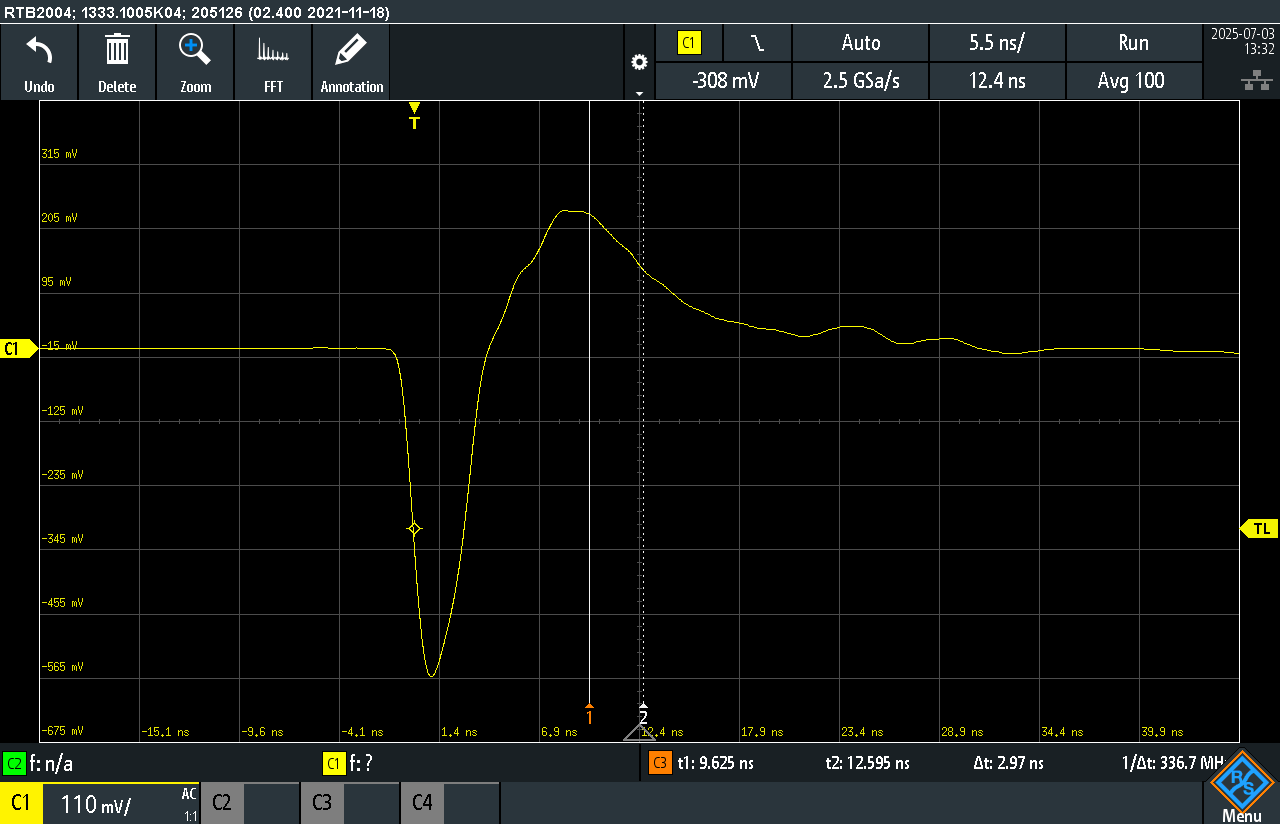 RTB2004; 1333.1005K04; 205126 (02.400 2021-11-18)
Undo Delete Zoom FFT Annotation
C1 Auto 5.5 ns/ Run
-308 mV 2.5 GSa/s 12.4 ns Avg 100
2025-07-03
13:32
T
315 mV
205 mV
95 mV
C1 -15 mV
-125 mV
-235 mV
-345 mV
TL
-455 mV
-565 mV
1 2
-675 mV -15.1 ns -9.6 ns -4.1 ns 1.4 ns 6.9 ns 12.4 ns 17.9 ns 23.4 ns 28.9 ns 34.4 ns 39.9 ns
C2 f: n/a C1 f: ? C3 t1: 9.625 ns t2: 12.595 ns Δt: 2.97 ns 1/Δt: 336.7 MH
C1 110 mV/ AC 1:1 C2 C3 C4
R&S
Menu